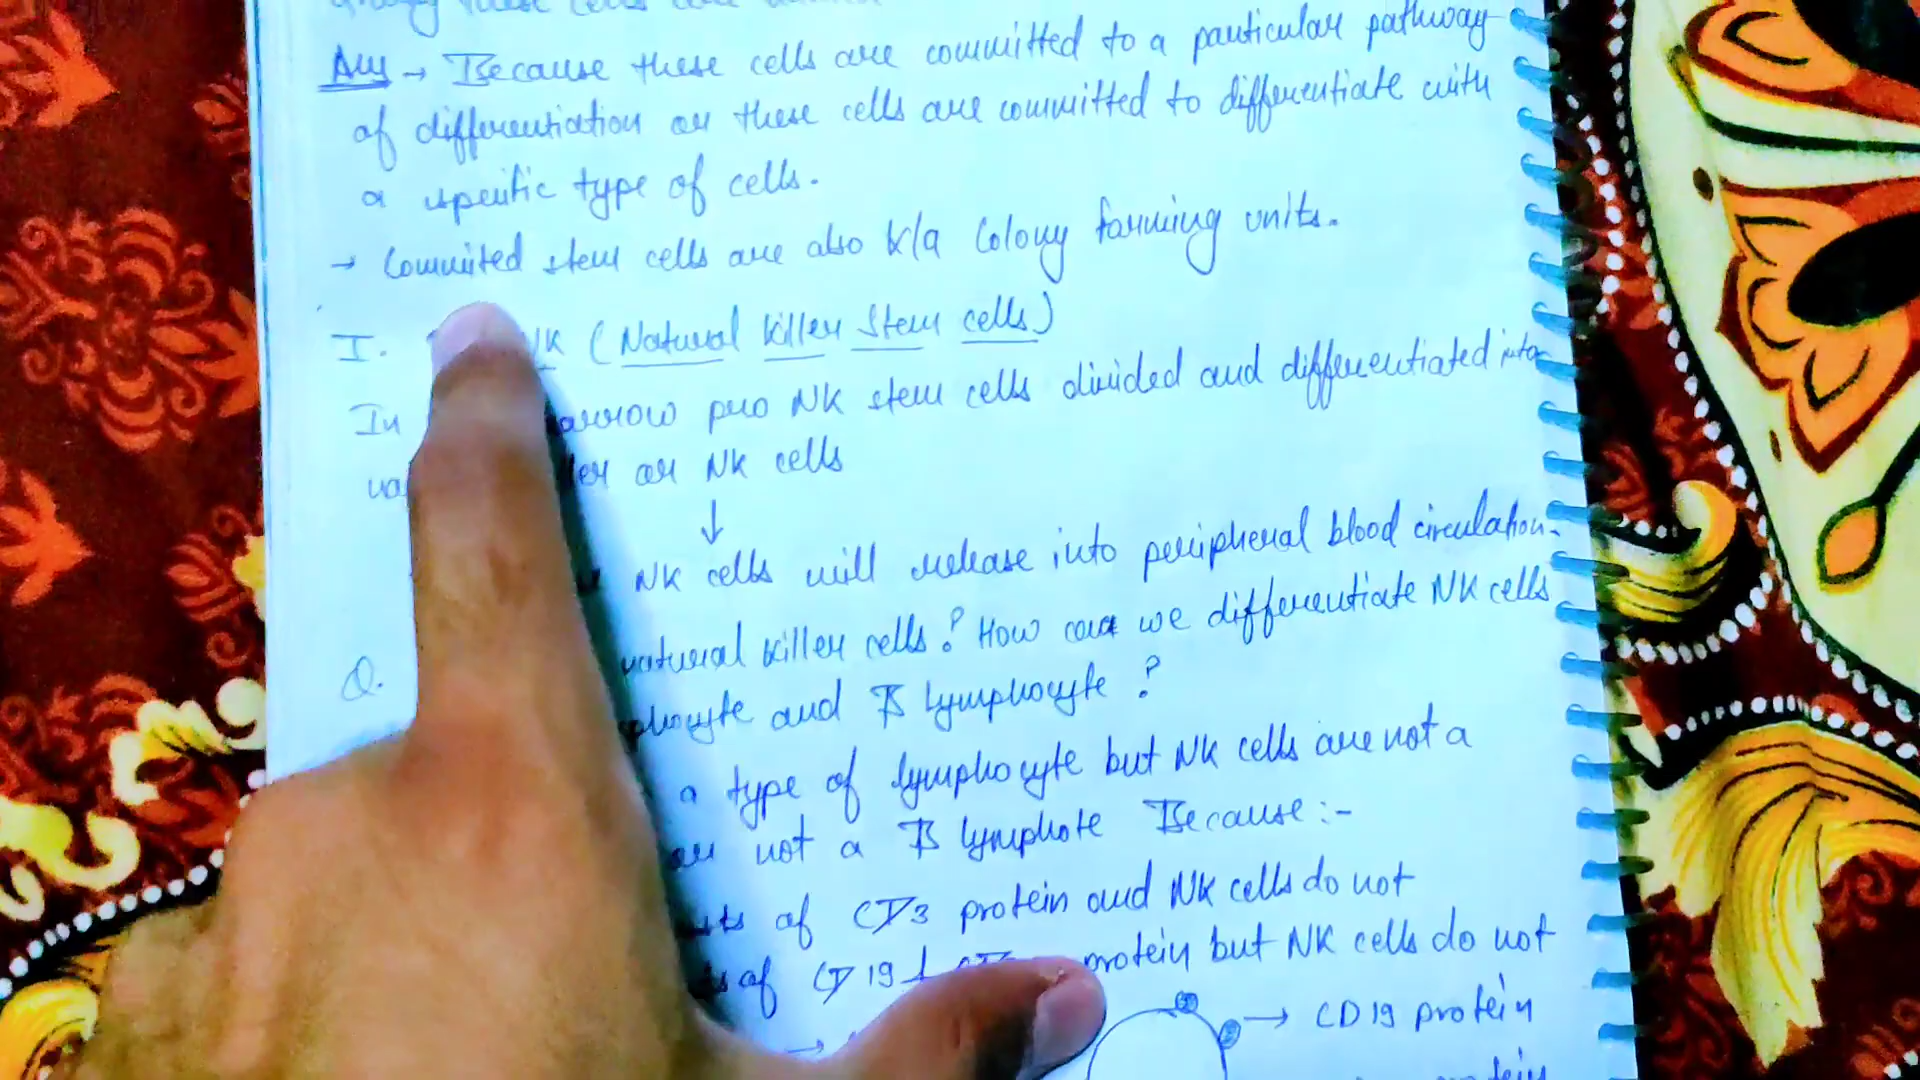 Ans → Because these cells are committed to a particular pathway
of differentiation or these cells are committed to differentiate with
a specific type of cells.
→ Commited stem cells are also k/a Colony forming units.
I. NK (Natural killer Stem cells)
In pro NK stem cells divided and differentiated into
or NK cells
↓
NK cells will release into peripheral blood circulation.
Q. natural killer cells? How can we differentiate NK cells
and B lymphocyte ?
a type of lymphocyte but NK cells are not a
or not a B lymphote Because :-
of CD3 protein and NK cells do not
of CD19 protein but NK cells do not
→ CD19 protein
protein